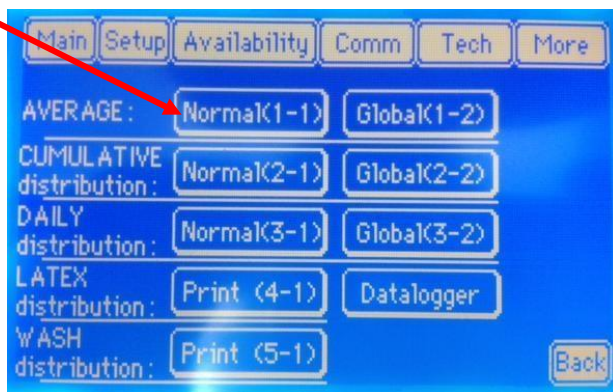 Main Setup Availability Comm Tech More
AVERAGE: Normal(1-1) Global(1-2)
CUMULATIVE
distribution: Normal(2-1) Global(2-2)
DAILY
distribution: Normal(3-1) Global(3-2)
LATEX
distribution: Print (4-1) Datalogger
WASH
distribution: Print (5-1)
Back